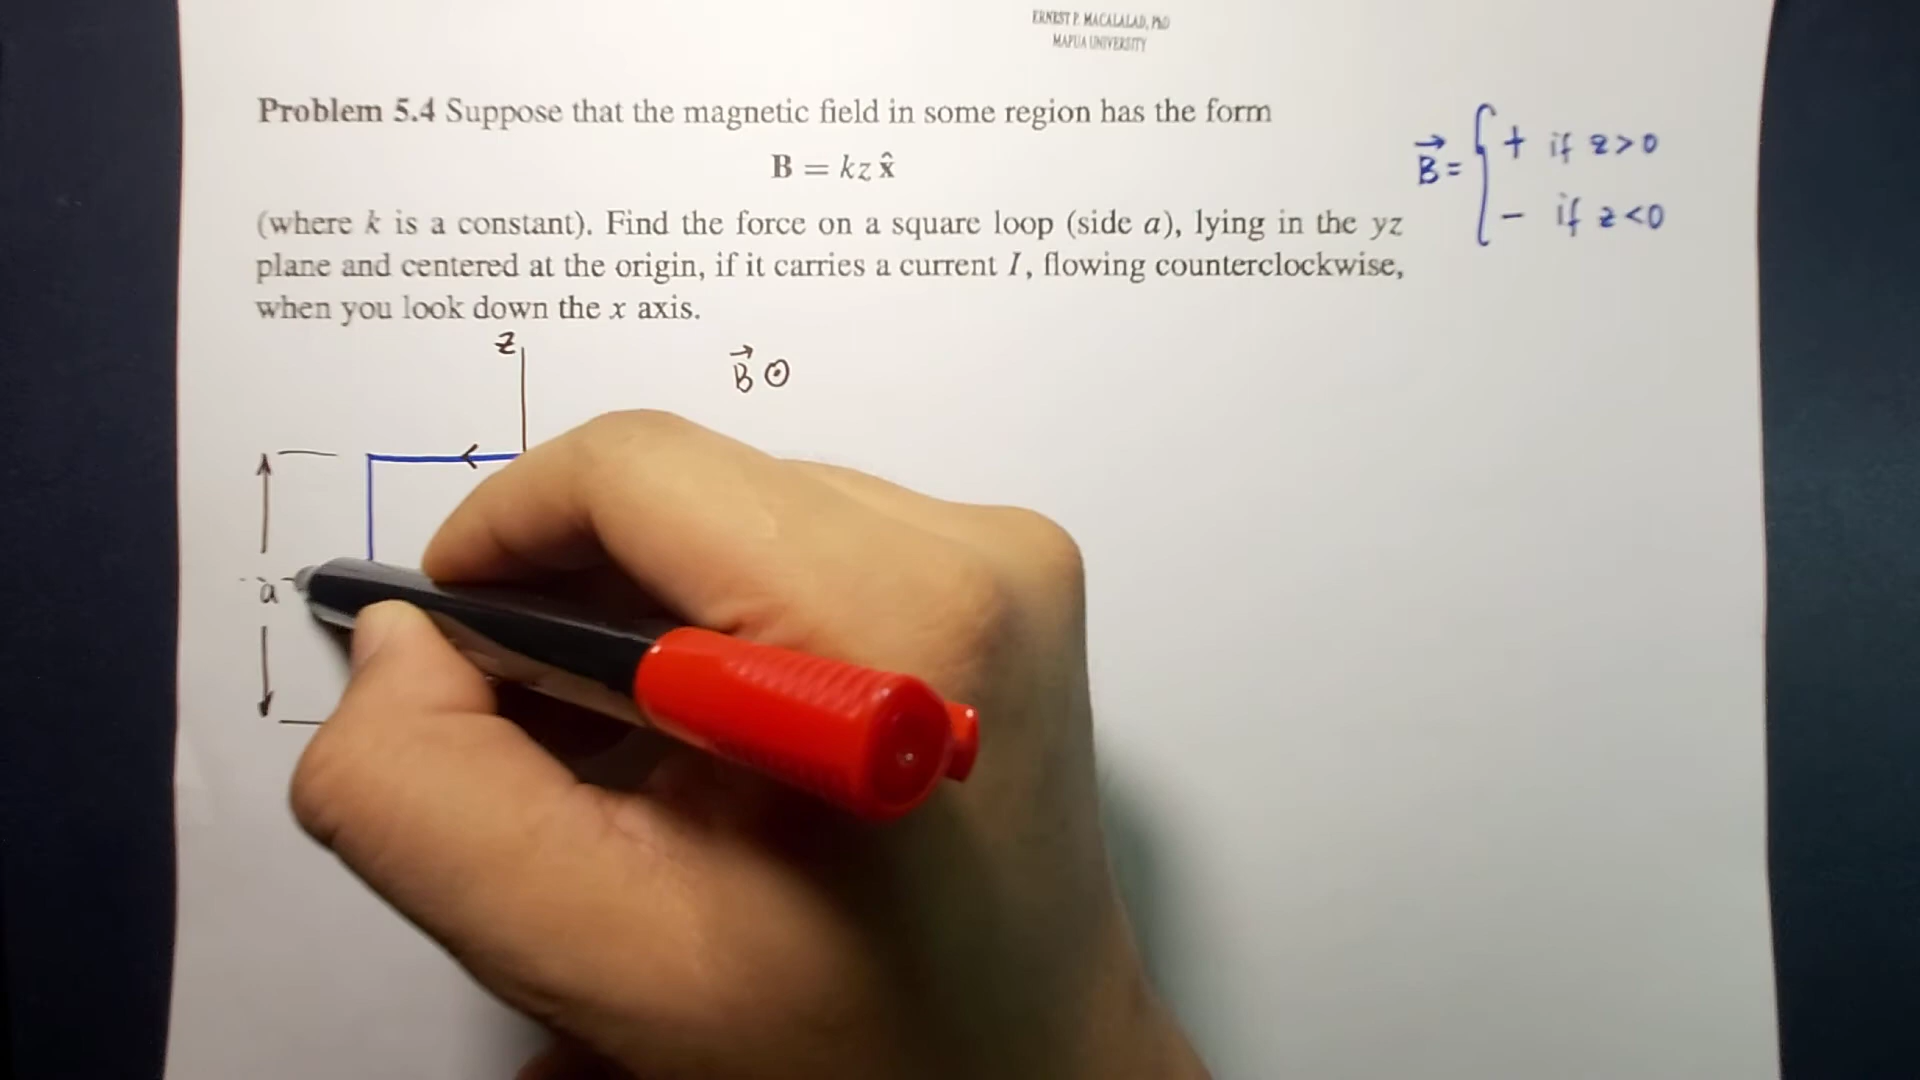 ERNEST P. MACALALAD, PhD
MAPUA UNIVERSITY
Problem 5.4 Suppose that the magnetic field in some region has the form
B = kz x̂
(where k is a constant). Find the force on a square loop (side a), lying in the yz
plane and centered at the origin, if it carries a current I, flowing counterclockwise,
when you look down the x axis.
B⃗ = { + if z>0
− if z<0
z
B⃗ ⊙
a